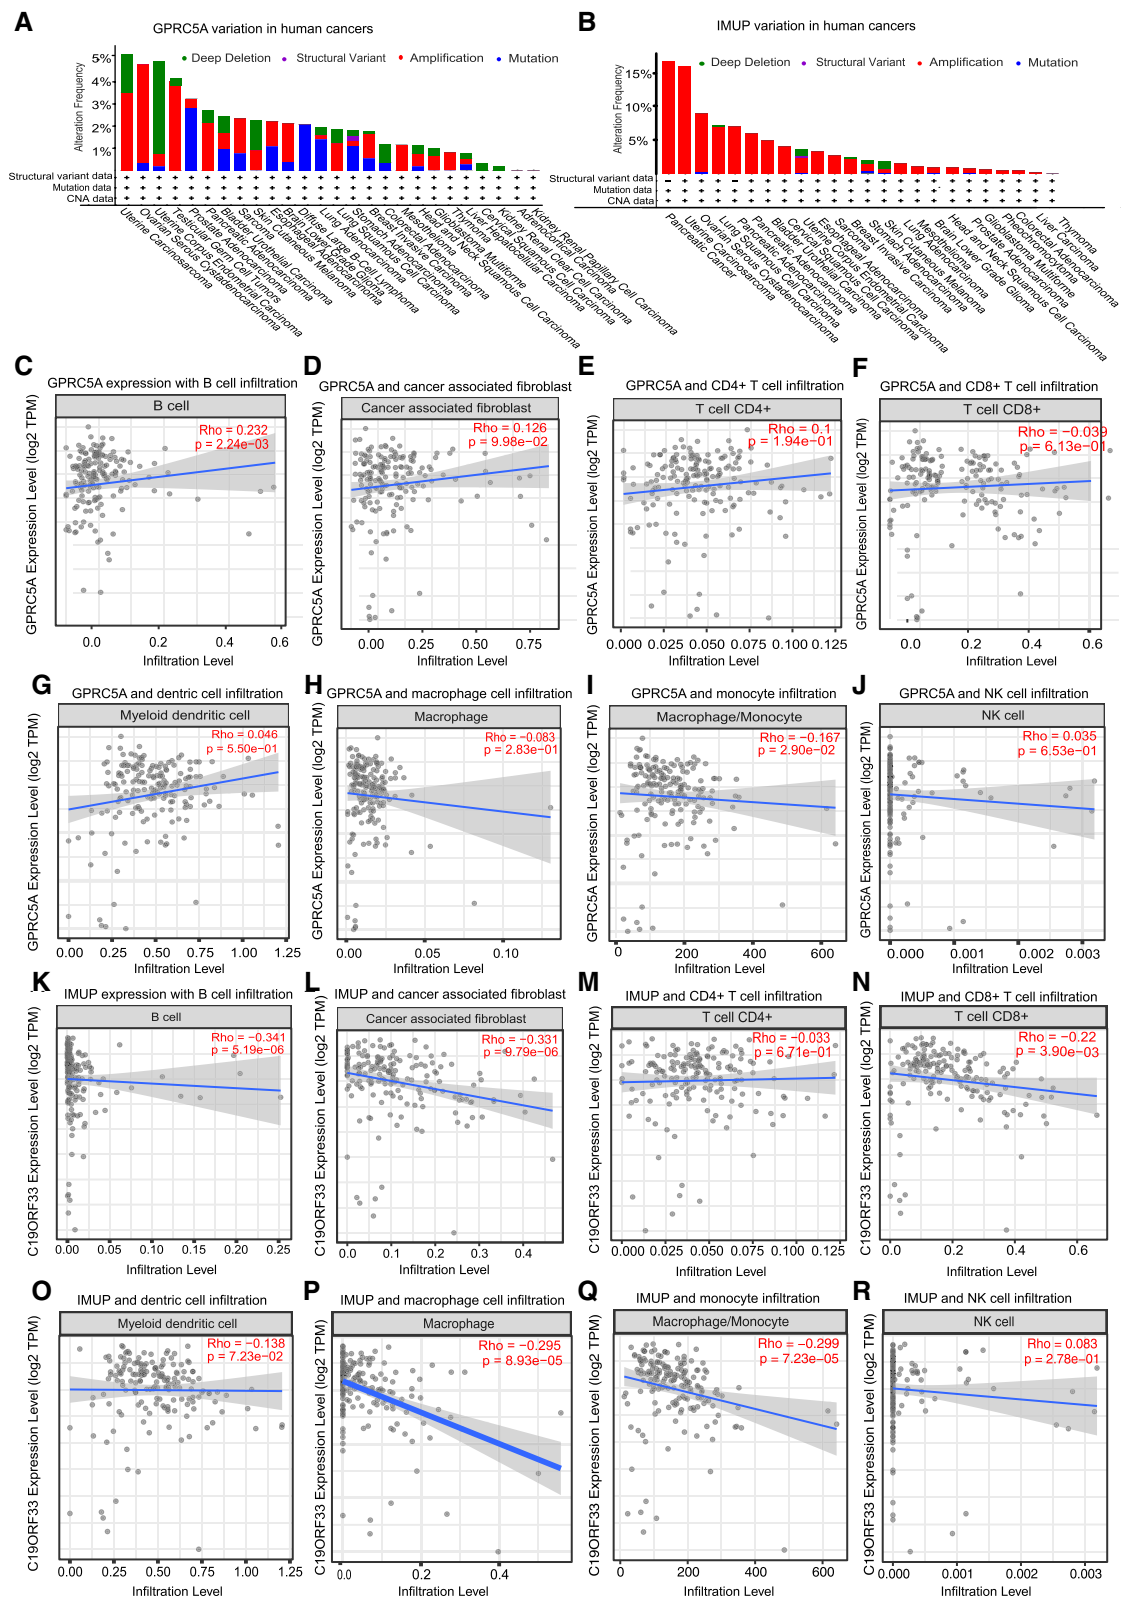 A
GPRC5A variation in human cancers
Alteration Frequency
5%
4%
3%
2%
1%
Deep Deletion
Structural Variant
Amplification
Mutation
Structural variant data
Mutation data
CNA data
Uterine Carcinosarcoma
Ovarian Serous Cystadenocarcinoma
Uterine Corpus Endometrial Carcinoma
Testicular Germ Cell Tumors
Prostate Adenocarcinoma
Pancreatic Adenocarcinoma
Bladder Urothelial Carcinoma
Sarcoma
Skin Cutaneous Melanoma
Esophageal Adenocarcinoma
Brain Lower Grade Glioma
Diffuse Large B-Cell Lymphoma
Lung Adenocarcinoma
Lung Squamous Cell Carcinoma
Stomach Adenocarcinoma
Breast Invasive Carcinoma
Colorectal Adenocarcinoma
Mesothelioma
Head and Neck Squamous Cell Carcinoma
Glioblastoma Multiforme
Thymoma
Liver Hepatocellular Carcinoma
Cervical Squamous Cell Carcinoma
Kidney Renal Clear Cell Carcinoma
Adrenocortical Carcinoma
Kidney Renal Papillary Cell Carcinoma
B
IMUP variation in human cancers
Alteration Frequency
15%
10%
5%
Deep Deletion
Structural Variant
Amplification
Mutation
Structural variant data
Mutation data
CNA data
Pancreatic Cancer
Uterine Carcinosarcoma
Ovarian Serous Cystadenocarcinoma
Lung Squamous Cell Carcinoma
Pancreatic Adenocarcinoma
Bladder Urothelial Carcinoma
Cervical Squamous Cell Carcinoma
Uterine Corpus Endometrial Carcinoma
Esophageal Adenocarcinoma
Sarcoma
Breast Invasive Carcinoma
Stomach Adenocarcinoma
Skin Cutaneous Melanoma
Lung Adenocarcinoma
Mesothelioma
Brain Lower Grade Glioma
Head and Neck Squamous Cell Carcinoma
Prostate Adenocarcinoma
Glioblastoma Multiforme
Pheochromocytoma
Colorectal Adenocarcinoma
Liver Carcinoma
Thymoma
C
GPRC5A expression with B cell infiltration
B cell
Rho = 0.232
p = 2.24e−03
GPRC5A Expression Level (log2 TPM)
0.0 0.2 0.4 0.6
Infiltration Level
D
GPRC5A and cancer associated fibroblast
Cancer associated fibroblast
Rho = 0.126
p = 9.98e−02
GPRC5A Expression Level (log2 TPM)
0.00 0.25 0.50 0.75
Infiltration Level
E
GPRC5A and CD4+ T cell infiltration
T cell CD4+
Rho = 0.1
p = 1.94e−01
GPRC5A Expression Level (log2 TPM)
0.000 0.025 0.050 0.075 0.100 0.125
Infiltration Level
F
GPRC5A and CD8+ T cell infiltration
T cell CD8+
Rho = −0.039
p = 6.13e−01
GPRC5A Expression Level (log2 TPM)
0.0 0.2 0.4 0.6
Infiltration Level
G
GPRC5A and dentric cell infiltration
Myeloid dendritic cell
Rho = 0.046
p = 5.50e−01
GPRC5A Expression Level (log2 TPM)
0.00 0.25 0.50 0.75 1.00 1.25
Infiltration Level
H
GPRC5A and macrophage cell infiltration
Macrophage
Rho = −0.083
p = 2.83e−01
GPRC5A Expression Level (log2 TPM)
0.00 0.05 0.10
Infiltration Level
I
GPRC5A and monocyte infiltration
Macrophage/Monocyte
Rho = −0.167
p = 2.90e−02
GPRC5A Expression Level (log2 TPM)
0 200 400 600
Infiltration Level
J
GPRC5A and NK cell infiltration
NK cell
Rho = 0.035
p = 6.53e−01
GPRC5A Expression Level (log2 TPM)
0.000 0.001 0.002 0.003
Infiltration Level
K
IMUP expression with B cell infiltration
B cell
Rho = −0.341
p = 5.19e−06
C19ORF33 Expression Level (log2 TPM)
0.00 0.05 0.10 0.15 0.20 0.25
Infiltration Level
L
IMUP and cancer associated fibroblast
Cancer associated fibroblast
Rho = −0.331
p = 9.79e−06
C19ORF33 Expression Level (log2 TPM)
0.0 0.1 0.2 0.3 0.4
Infiltration Level
M
IMUP and CD4+ T cell infiltration
T cell CD4+
Rho = −0.033
p = 6.71e−01
C19ORF33 Expression Level (log2 TPM)
0.000 0.025 0.050 0.075 0.100 0.125
Infiltration Level
N
IMUP and CD8+ T cell infiltration
T cell CD8+
Rho = −0.22
p = 3.90e−03
C19ORF33 Expression Level (log2 TPM)
0.0 0.2 0.4 0.6
Infiltration Level
O
IMUP and dentric cell infiltration
Myeloid dendritic cell
Rho = −0.138
p = 7.23e−02
C19ORF33 Expression Level (log2 TPM)
0.00 0.25 0.50 0.75 1.00 1.25
Infiltration Level
P
IMUP and macrophage cell infiltration
Macrophage
Rho = −0.295
p = 8.93e−05
C19ORF33 Expression Level (log2 TPM)
0.0 0.2 0.4
Infiltration Level
Q
IMUP and monocyte infiltration
Macrophage/Monocyte
Rho = −0.299
p = 7.23e−05
C19ORF33 Expression Level (log2 TPM)
0 200 400 600
Infiltration Level
R
IMUP and NK cell infiltration
NK cell
Rho = 0.083
p = 2.78e−01
C19ORF33 Expression Level (log2 TPM)
0.000 0.001 0.002 0.003
Infiltration Level